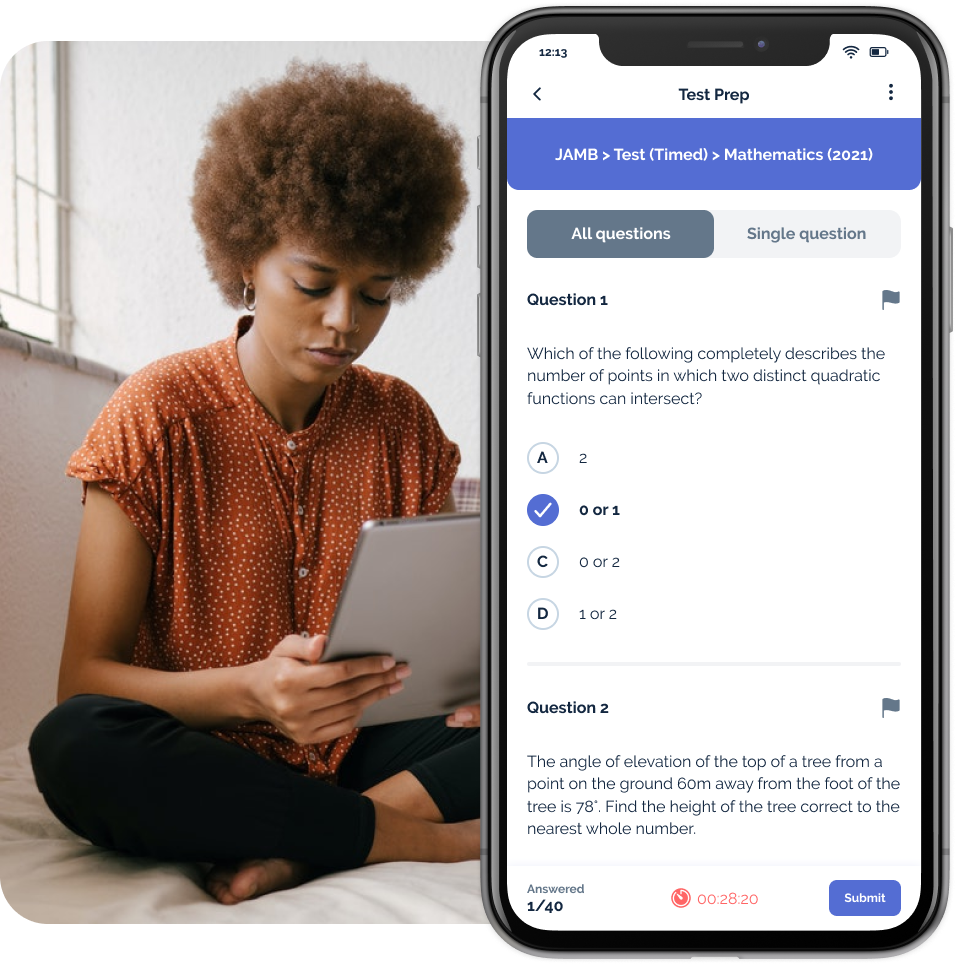 12:13
Test Prep
JAMB > Test (Timed) > Mathematics (2021)
All questions
Single question
Question 1
Which of the following completely describes the
number of points in which two distinct quadratic
functions can intersect?
A 2
0 or 1
C 0 or 2
D 1 or 2
Question 2
The angle of elevation of the top of a tree from a
point on the ground 60m away from the foot of the
tree is 78°. Find the height of the tree correct to the
nearest whole number.
Answered
1/40
00:28:20
Submit